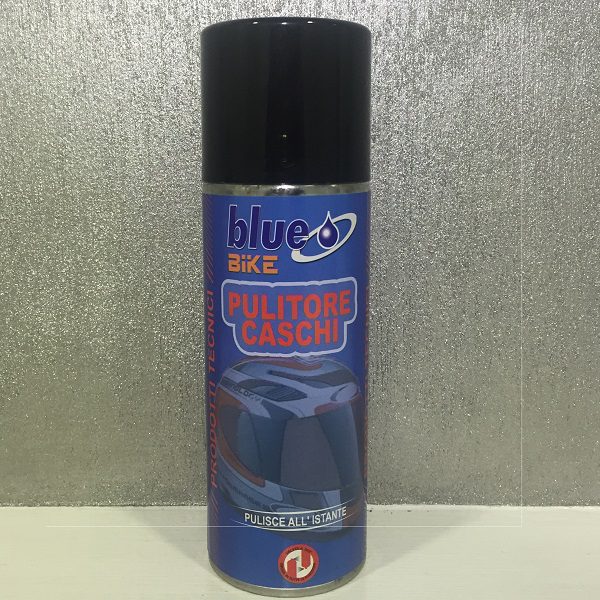 blue
BiKE
PULITORE
CASCHI
PRODOTTI TECNICI
PULISCE ALL' ISTANTE